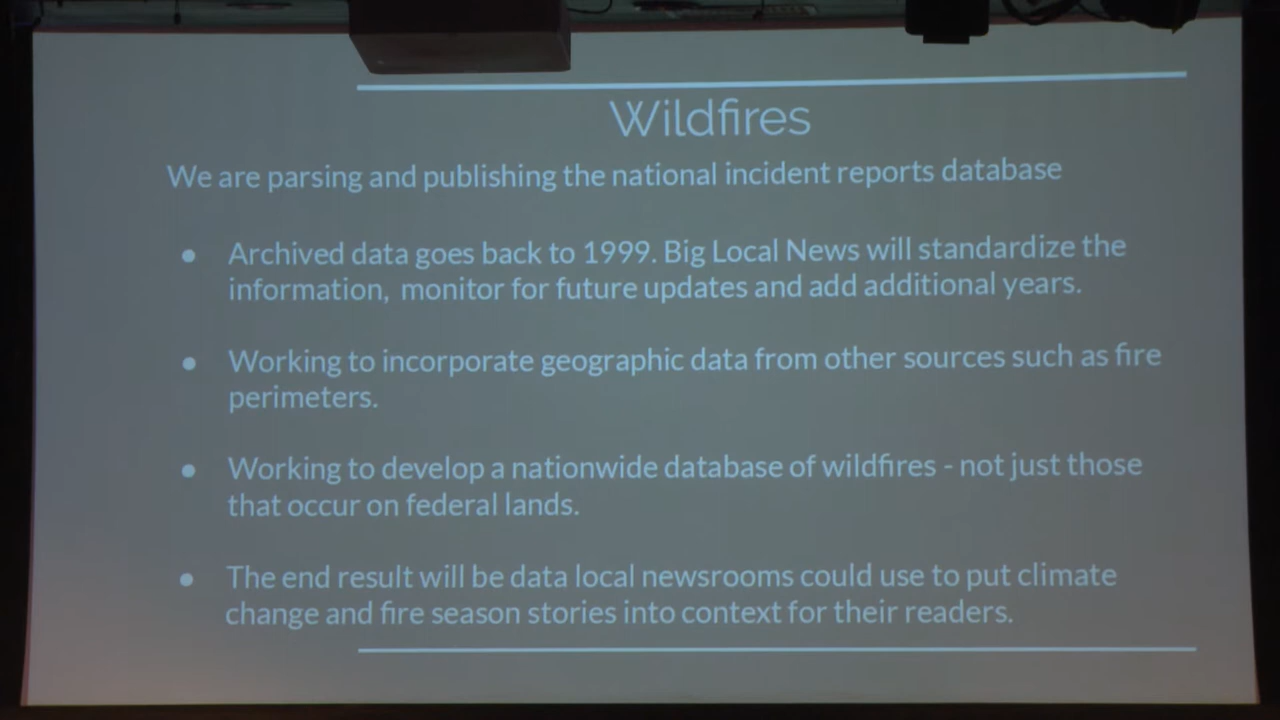 Wildfires
We are parsing and publishing the national incident reports database
● Archived data goes back to 1999. Big Local News will standardize the
information, monitor for future updates and add additional years.
● Working to incorporate geographic data from other sources such as fire
perimeters.
● Working to develop a nationwide database of wildfires - not just those
that occur on federal lands.
● The end result will be data local newsrooms could use to put climate
change and fire season stories into context for their readers.